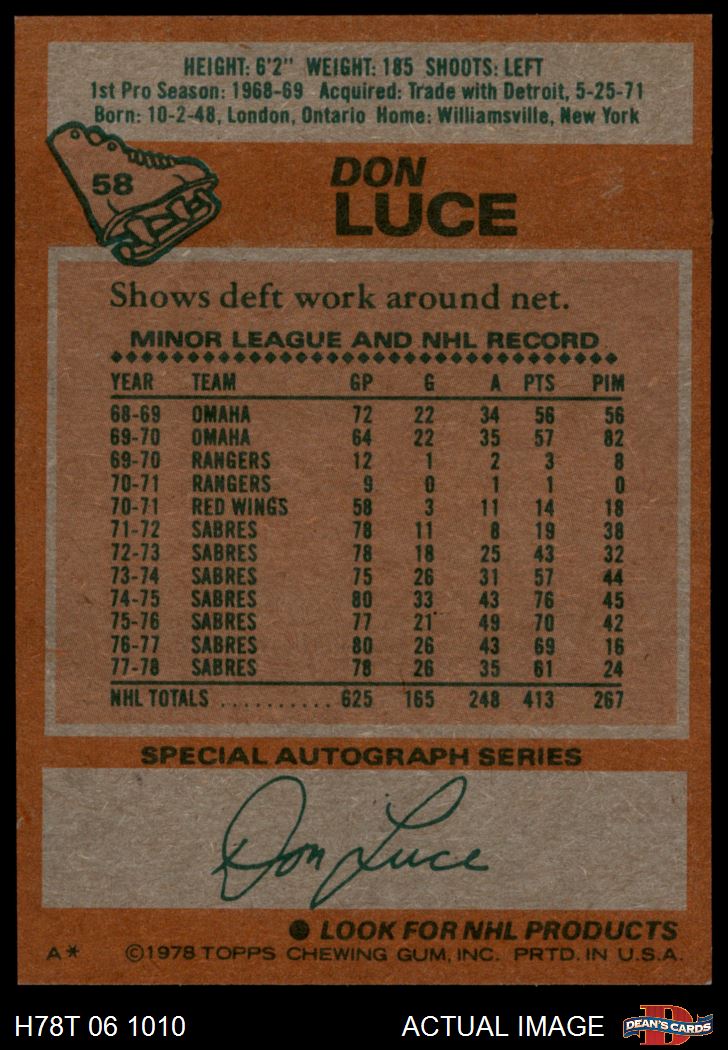 HEIGHT: 6'2" WEIGHT: 185 SHOOTS: LEFT
1st Pro Season: 1968-69 Acquired: Trade with Detroit, 5-25-71
Born: 10-2-48, London, Ontario Home: Williamsville, New York
58
DON
LUCE
Shows deft work around net.
MINOR LEAGUE AND NHL RECORD
YEAR TEAM GP G A PTS PIM
68-69 OMAHA 72 22 34 56 56
69-70 OMAHA 64 22 35 57 82
69-70 RANGERS 12 1 2 3 8
70-71 RANGERS 9 0 1 1 0
70-71 RED WINGS 58 3 11 14 18
71-72 SABRES 78 11 8 19 38
72-73 SABRES 78 18 25 43 32
73-74 SABRES 75 26 31 57 44
74-75 SABRES 80 33 43 76 45
75-76 SABRES 77 21 49 70 42
76-77 SABRES 80 26 43 69 16
77-78 SABRES 78 26 35 61 24
NHL TOTALS .......... 625 165 248 413 267
SPECIAL AUTOGRAPH SERIES
Don Luce
LOOK FOR NHL PRODUCTS
A* ©1978 TOPPS CHEWING GUM, INC. PRTD. IN U.S.A.
H78T 06 1010 ACTUAL IMAGE DEAN'S CARDS